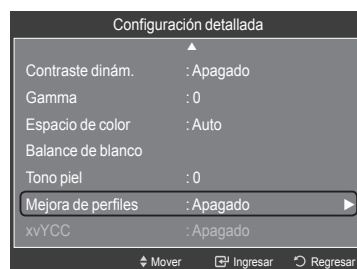 Configuración detallada
Contraste dinám. : Apagado
Gamma : 0
Espacio de color : Auto
Balance de blanco
Tono piel : 0
Mejora de perfiles : Apagado
xvYCC : Apagado
Mover Ingresar Regresar